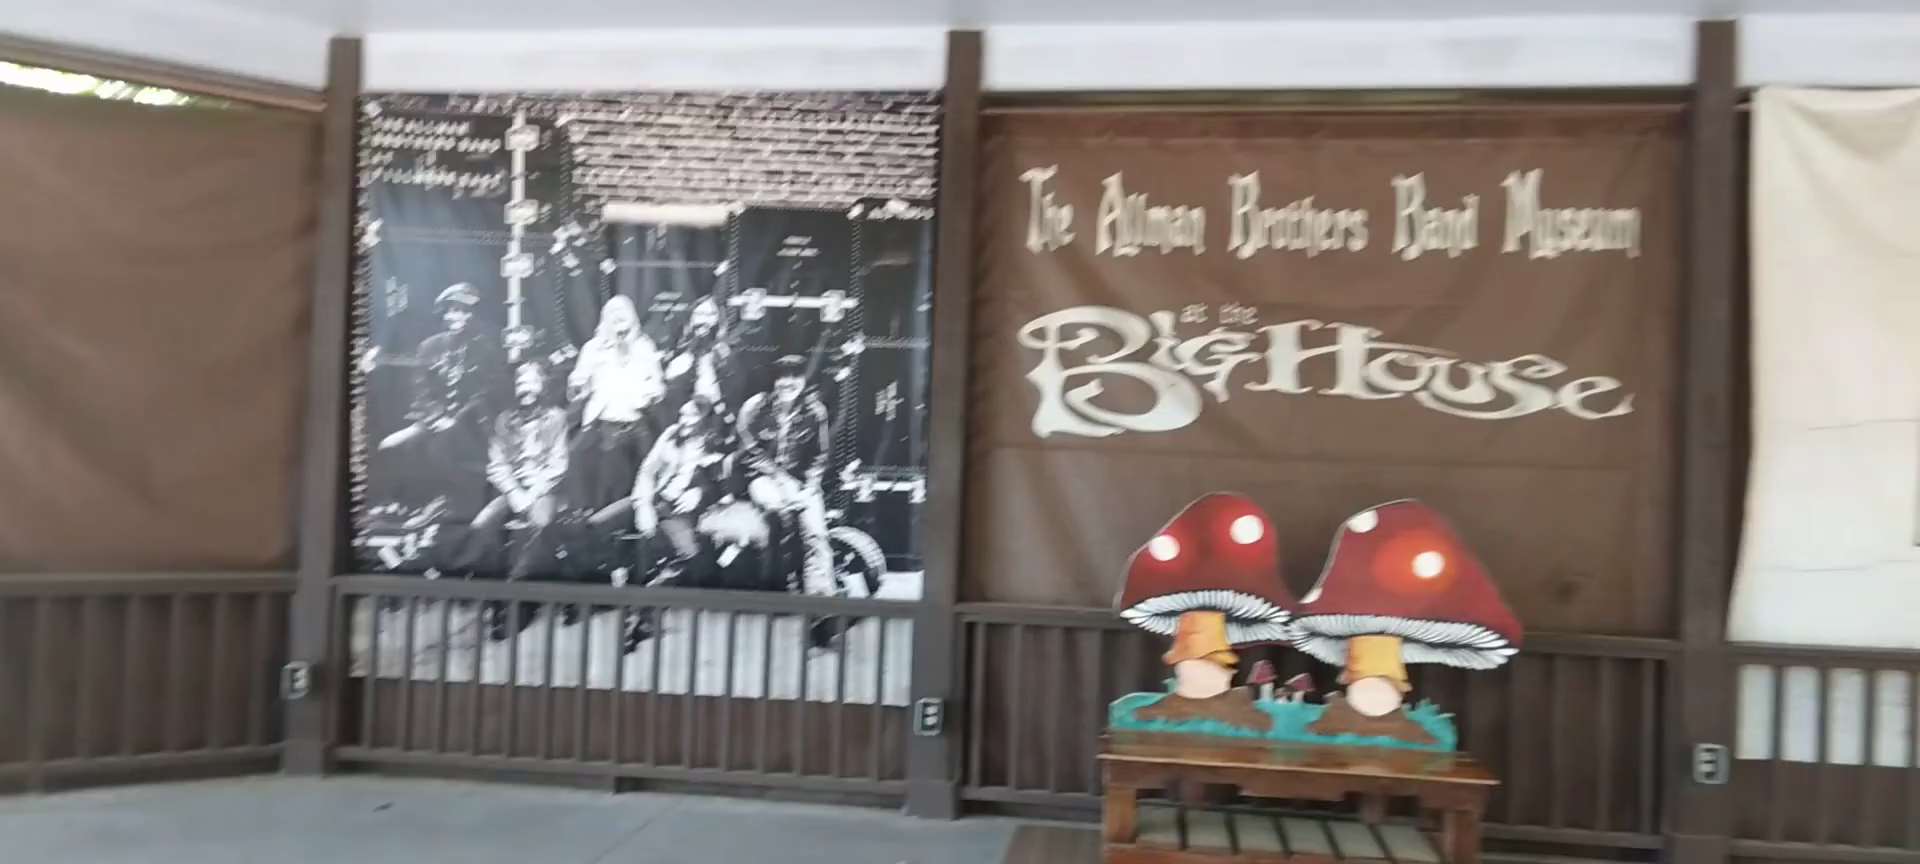 The Allman Brothers Band Museum
at the
Big House